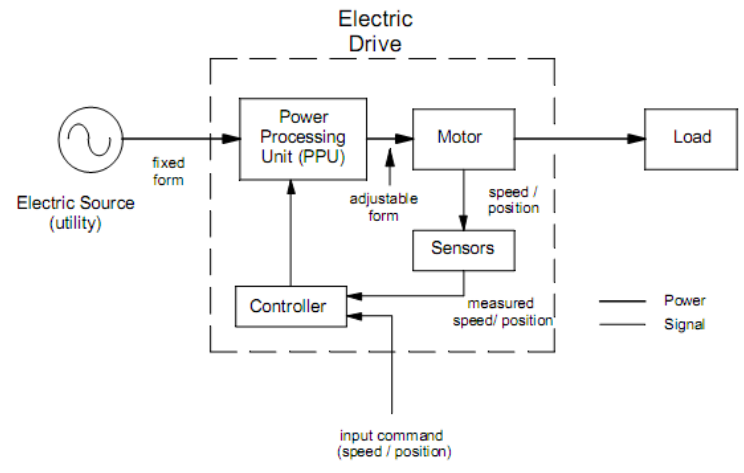 Electric
Drive
Power
Processing
Unit (PPU)
Motor
Load
fixed
form
adjustable
form
speed /
position
Electric Source
(utility)
Sensors
Controller
measured
speed/ position
Power
Signal
input command
(speed / position)